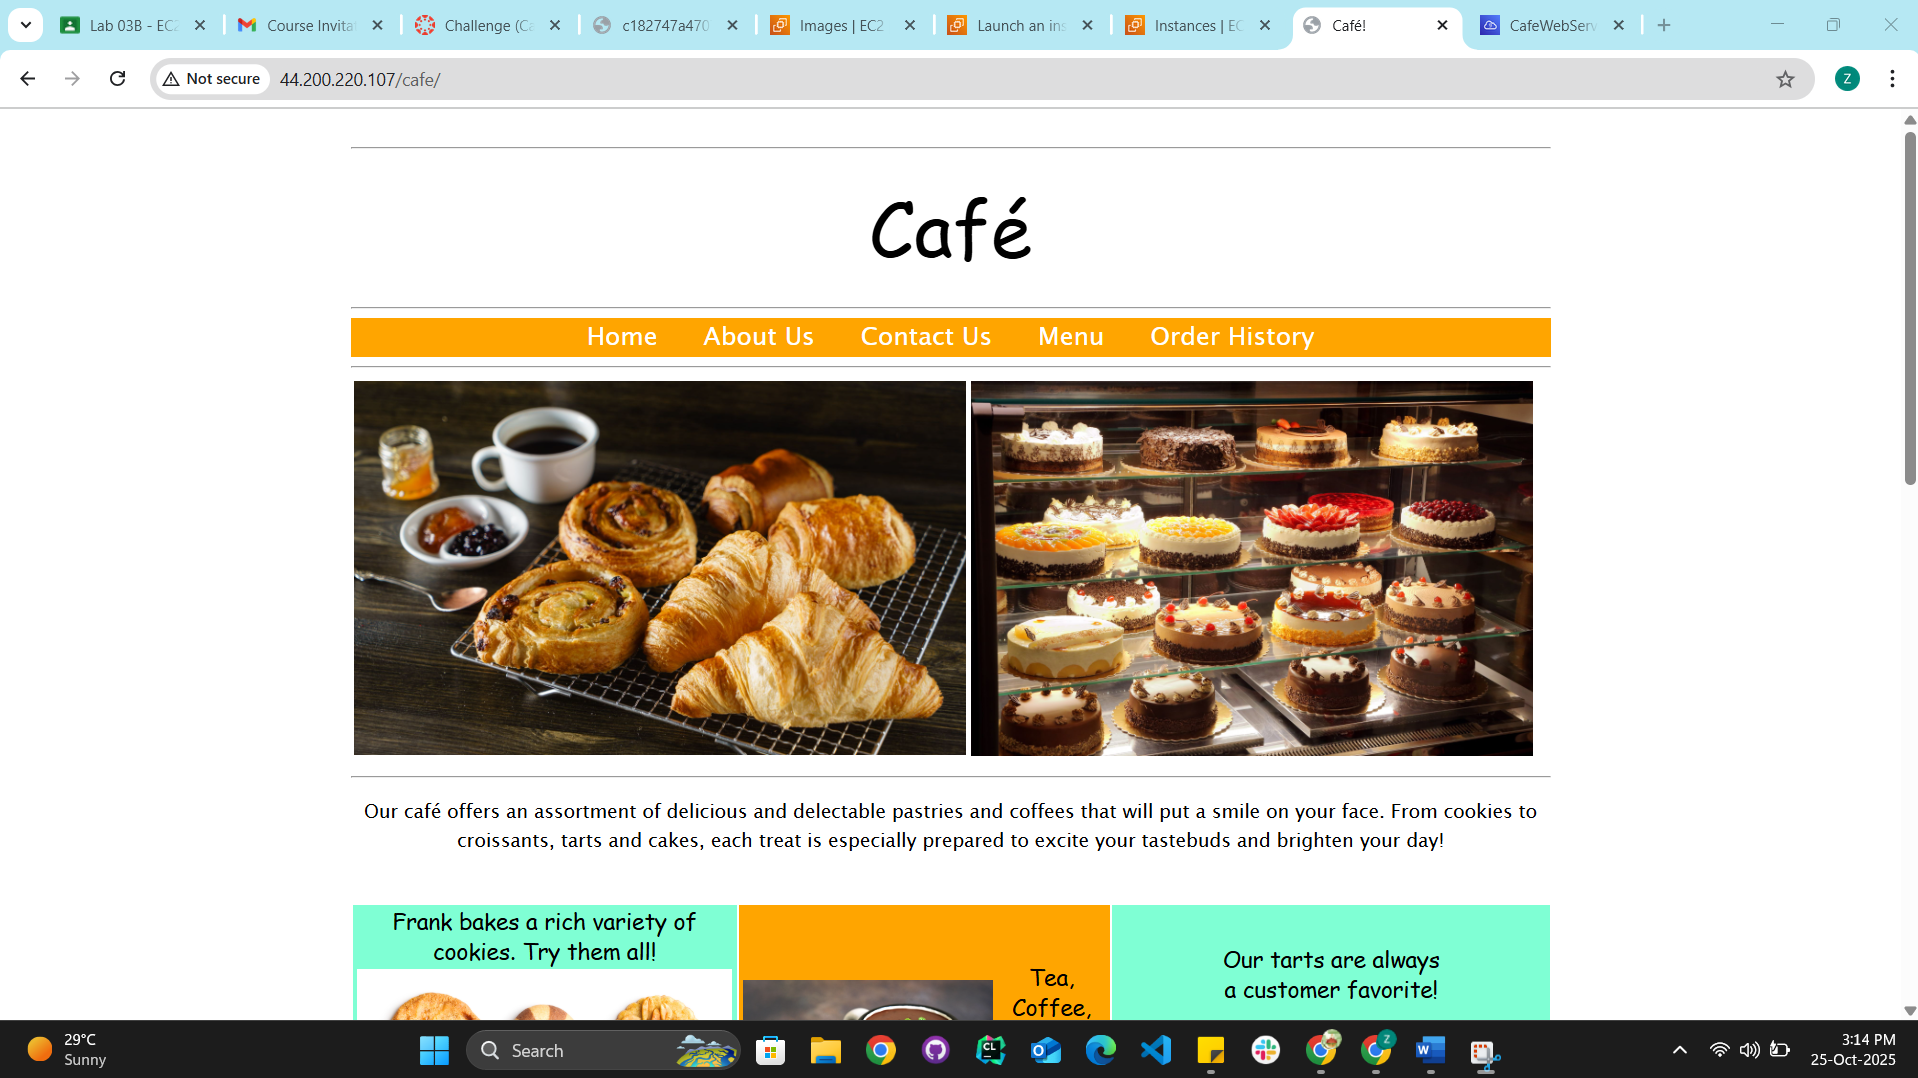 Lab 03B - EC2
Course Invitat
Challenge (Ca
c182747a470
Images | EC2
Launch an ins
Instances | EC
Café!
CafeWebServ
Not secure
44.200.220.107/cafe/
Z
Café
Home About Us Contact Us Menu Order History
Our café offers an assortment of delicious and delectable pastries and coffees that will put a smile on your face. From cookies to
croissants, tarts and cakes, each treat is especially prepared to excite your tastebuds and brighten your day!
Frank bakes a rich variety of
cookies. Try them all!
Tea,
Coffee,
Our tarts are always
a customer favorite!
29°C
Sunny
Search
CL
Z
W
3:14 PM
25-Oct-2025